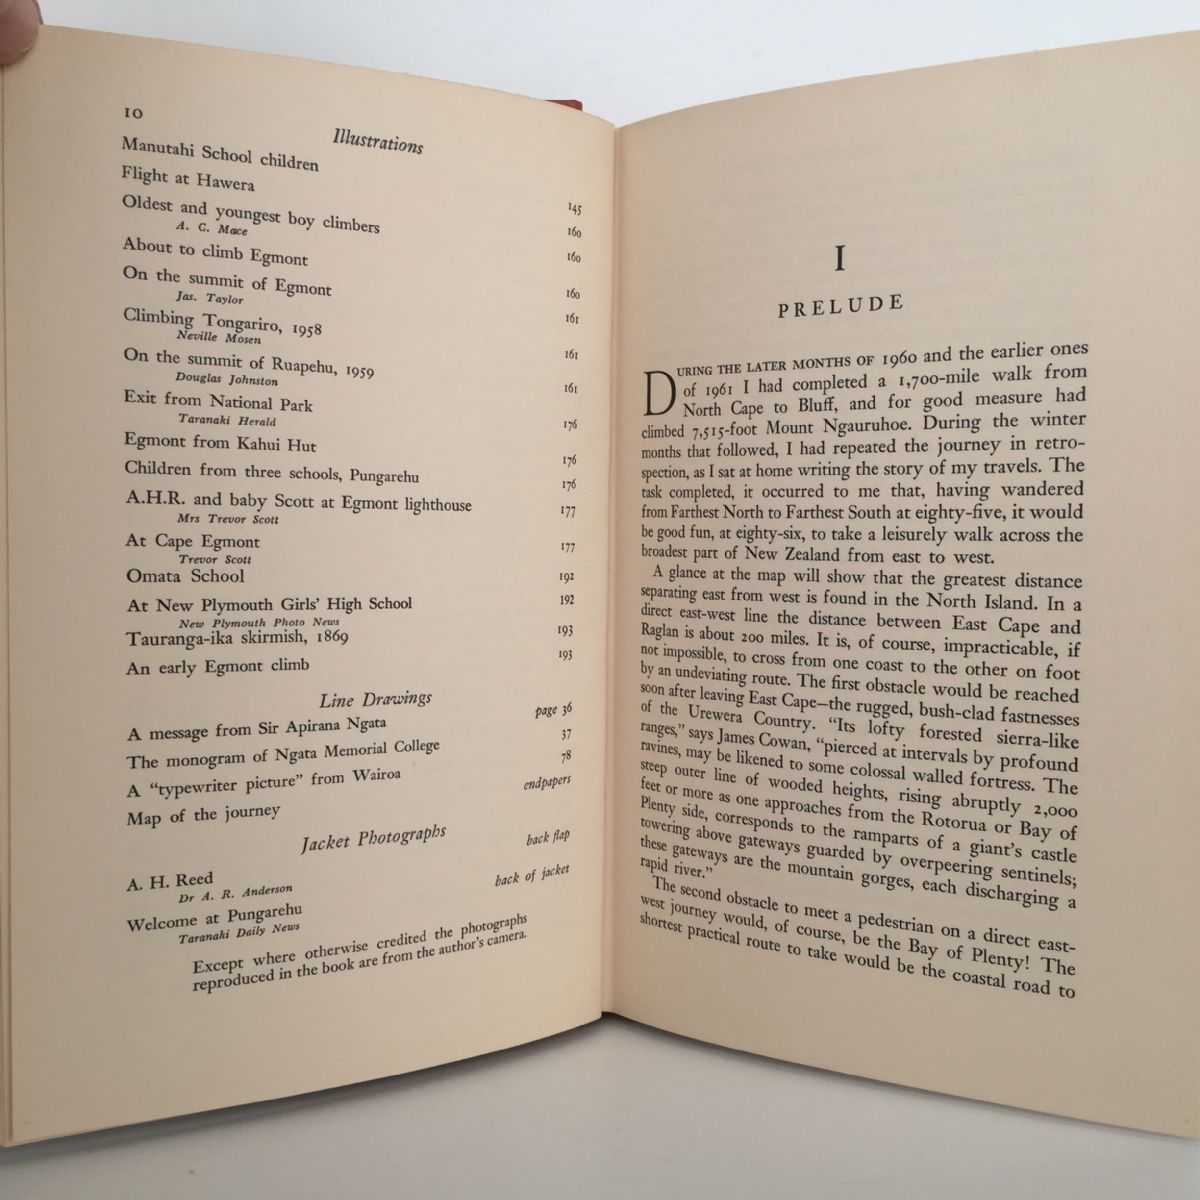 10
Illustrations
Manutahi School children 145
Flight at Hawera 160
Oldest and youngest boy climbers 160
A. C. Mace
About to climb Egmont 160
On the summit of Egmont 161
Jas. Taylor
Climbing Tongariro, 1958 161
Neville Mosen
On the summit of Ruapehu, 1959 161
Douglas Johnston
Exit from National Park 176
Taranaki Herald
Egmont from Kahui Hut 176
Children from three schools, Pungarehu 176
A.H.R. and baby Scott at Egmont lighthouse 177
Mrs Trevor Scott
At Cape Egmont 177
Trevor Scott
Omata School 192
At New Plymouth Girls' High School 192
New Plymouth Photo News
Tauranga-ika skirmish, 1869 193
An early Egmont climb 193
Line Drawings
A message from Sir Apirana Ngata page 36
The monogram of Ngata Memorial College 37
A “typewriter picture” from Wairoa 78
Map of the journey endpapers
Jacket Photographs
A. H. Reed back flap
Dr A. R. Anderson
Welcome at Pungarehu back of jacket
Taranaki Daily News
Except where otherwise credited the photographs
reproduced in the book are from the author's camera.
I
PRELUDE
DURING THE LATER MONTHS OF 1960 and the earlier ones
of 1961 I had completed a 1,700-mile walk from
North Cape to Bluff, and for good measure had
climbed 7,515-foot Mount Ngauruhoe. During the winter
months that followed, I had repeated the journey in retro-
spection, as I sat at home writing the story of my travels. The
task completed, it occurred to me that, having wandered
from Farthest North to Farthest South at eighty-five, it would
be good fun, at eighty-six, to take a leisurely walk across the
broadest part of New Zealand from east to west.
A glance at the map will show that the greatest distance
separating east from west is found in the North Island. In a
direct east-west line the distance between East Cape and
Raglan is about 200 miles. It is, of course, impracticable, if
not impossible, to cross from one coast to the other on foot
by an undeviating route. The first obstacle would be reached
soon after leaving East Cape—the rugged, bush-clad fastnesses
of the Urewera Country. “Its lofty forested sierra-like
ranges,” says James Cowan, “pierced at intervals by profound
ravines, may be likened to some colossal walled fortress. The
steep outer line of wooded heights, rising abruptly 2,000
feet or more as one approaches from the Rotorua or Bay of
Plenty side, corresponds to the ramparts of a giant's castle
towering above gateways guarded by overpeering sentinels;
these gateways are the mountain gorges, each discharging a
rapid river.”
The second obstacle to meet a pedestrian on a direct east-
west journey would, of course, be the Bay of Plenty! The
shortest practical route to take would be the coastal road to